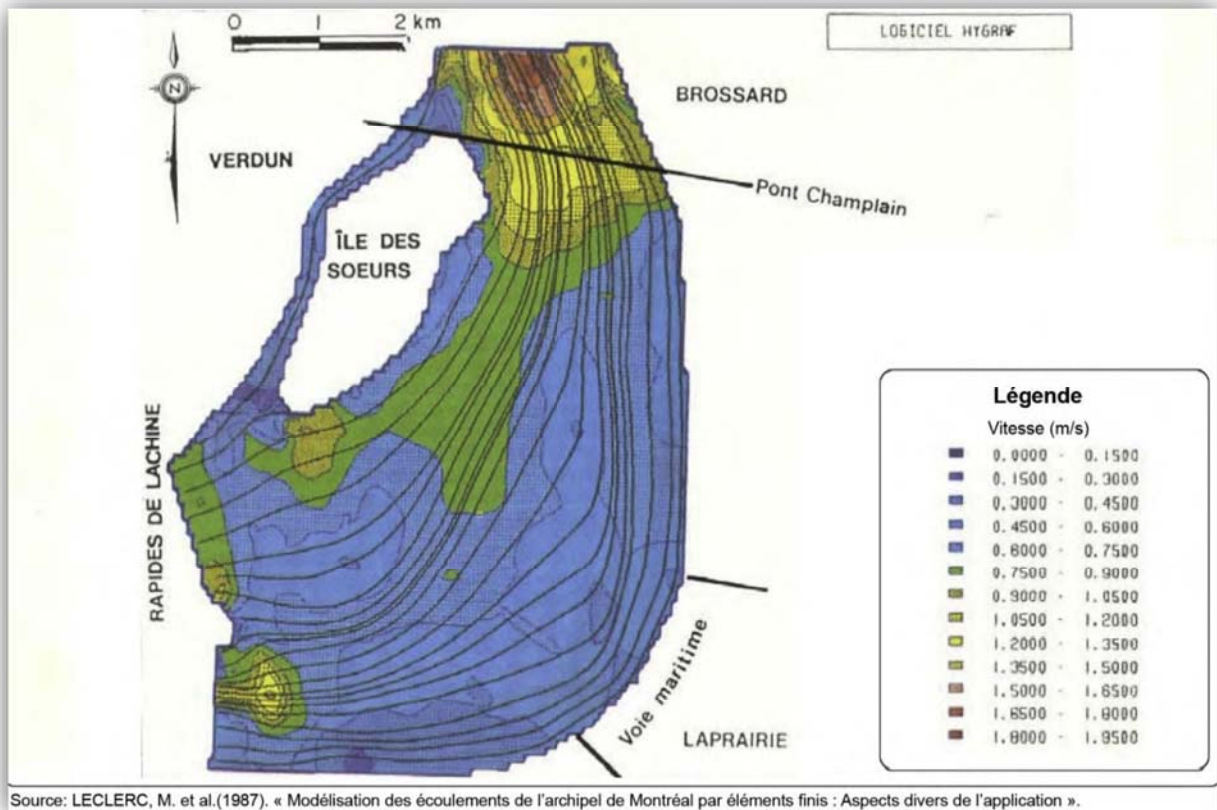 0 1 2 km
LOGICIEL HYGRAF
N
BROSSARD
VERDUN
Pont Champlain
ÎLE DES
SOEURS
RAPIDES DE LACHINE
Voie maritime
LAPRAIRIE
Légende
Vitesse (m/s)
0.0000 - 0.1500
0.1500 - 0.3000
0.3000 - 0.4500
0.4500 - 0.6000
0.6000 - 0.7500
0.7500 - 0.9000
0.9000 - 1.0500
1.0500 - 1.2000
1.2000 - 1.3500
1.3500 - 1.5000
1.5000 - 1.6500
1.6500 - 1.8000
1.8000 - 1.9500
Source: LECLERC, M. et al.(1987). « Modélisation des écoulements de l'archipel de Montréal par éléments finis : Aspects divers de l'application ».